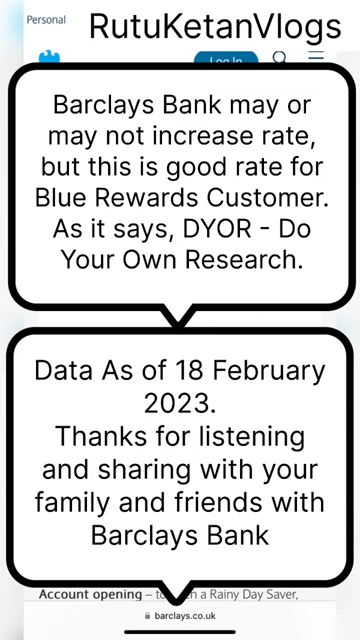 Personal
RutuKetanVlogs
Log In
Barclays Bank may or
may not increase rate,
but this is good rate for
Blue Rewards Customer.
As it says, DYOR - Do
Your Own Research.
Data As of 18 February
2023.
Thanks for listening
and sharing with your
family and friends with
Barclays Bank
Account opening – a Rainy Day Saver,
barclays.co.uk